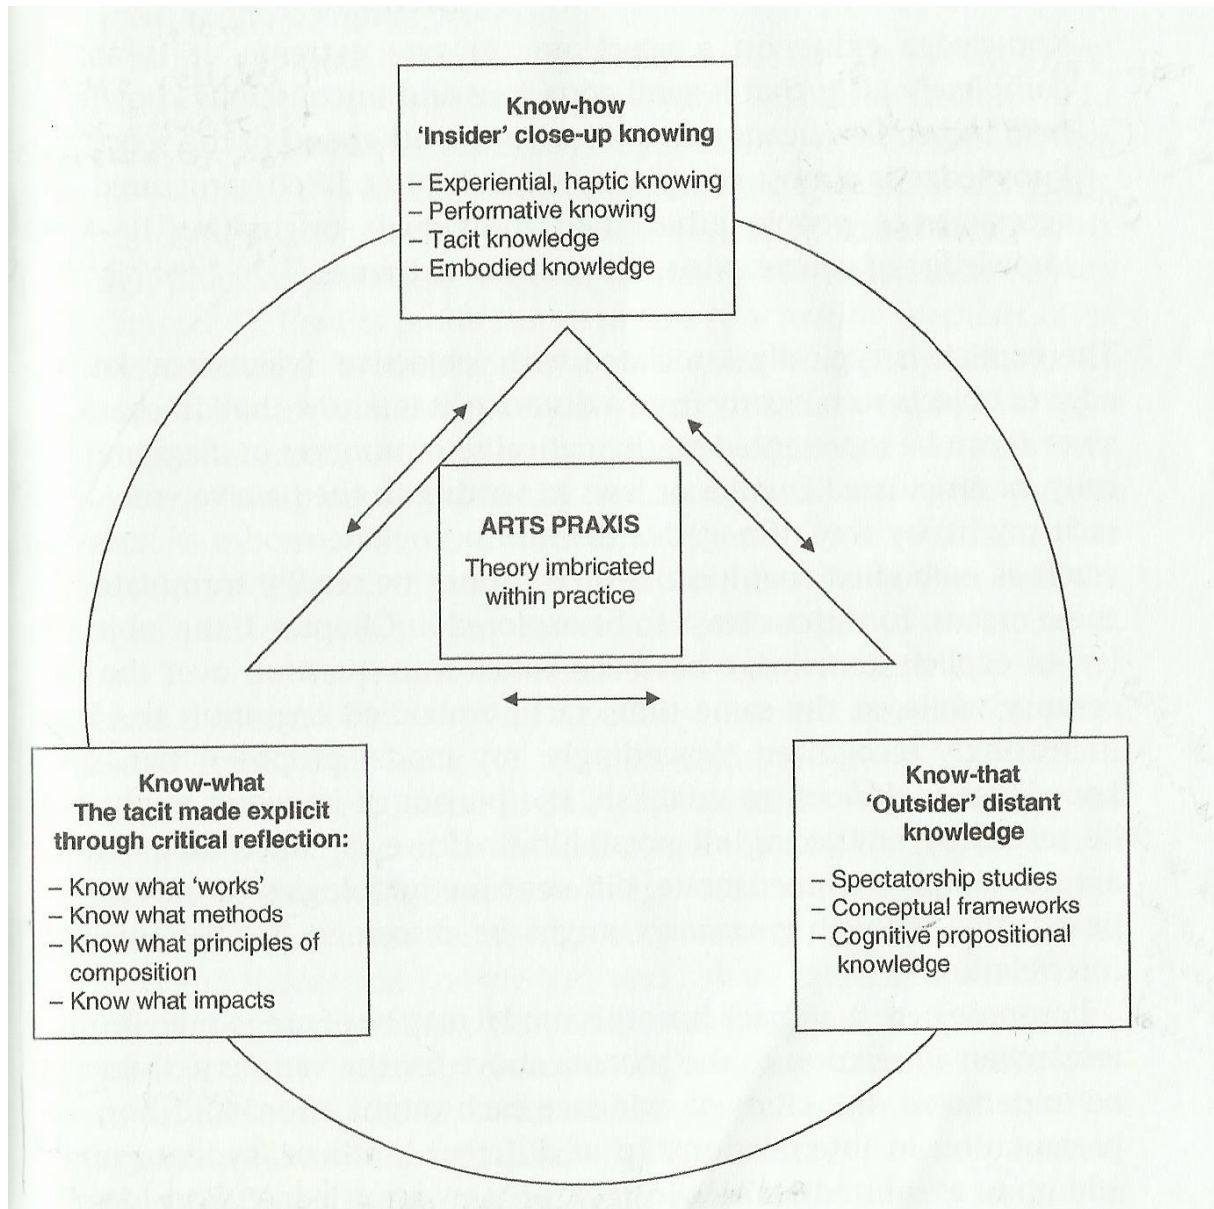 Know-how
‘Insider’ close-up knowing
– Experiential, haptic knowing
– Performative knowing
– Tacit knowledge
– Embodied knowledge
ARTS PRAXIS
Theory imbricated
within practice
Know-what
The tacit made explicit
through critical reflection:
– Know what ‘works’
– Know what methods
– Know what principles of
composition
– Know what impacts
Know-that
‘Outsider’ distant
knowledge
– Spectatorship studies
– Conceptual frameworks
– Cognitive propositional
knowledge